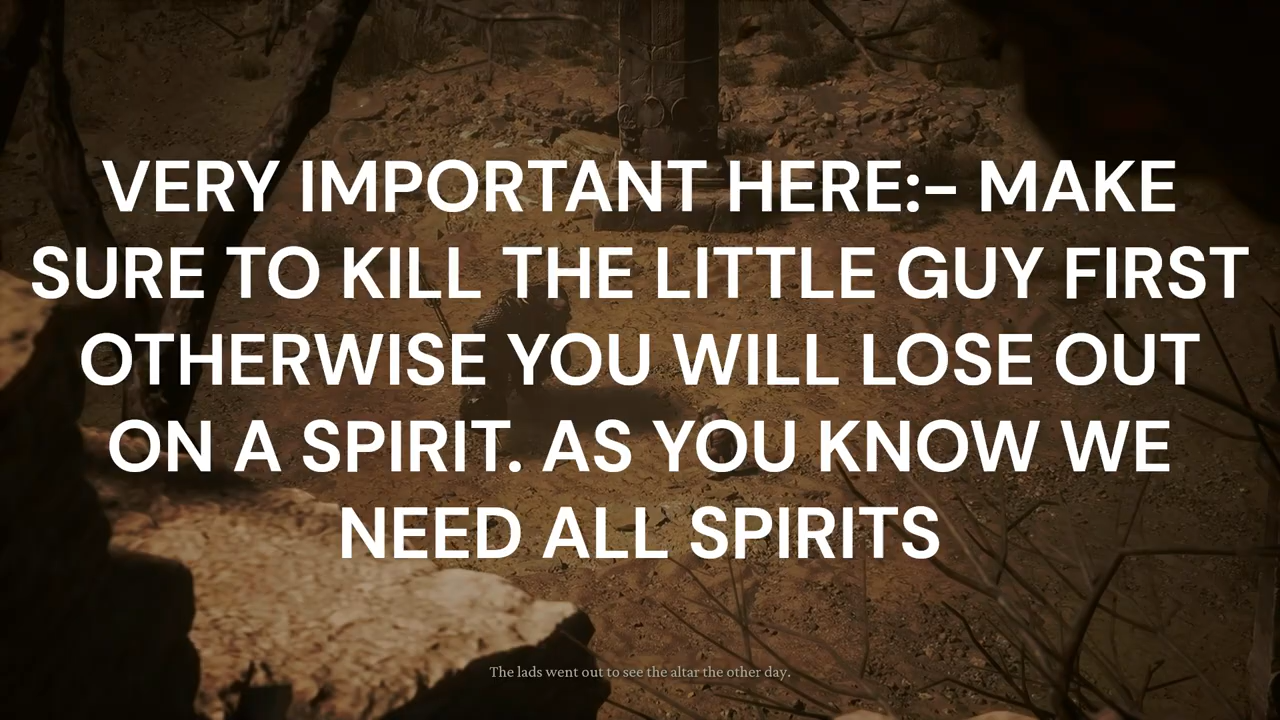 VERY IMPORTANT HERE:– MAKE
SURE TO KILL THE LITTLE GUY FIRST
OTHERWISE YOU WILL LOSE OUT
ON A SPIRIT. AS YOU KNOW WE
NEED ALL SPIRITS
The lads went out to see the altar the other day.